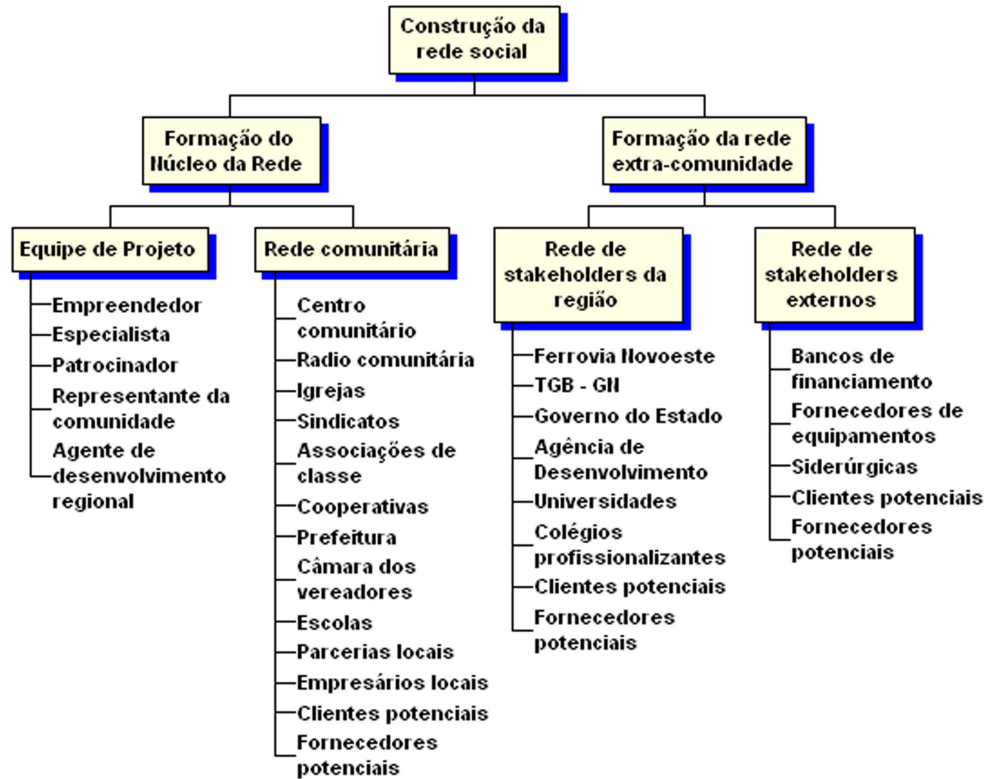 Construção da
rede social
Formação do
Núcleo da Rede
Formação da rede
extra-comunidade
Equipe de Projeto
Empreendedor
Especialista
Patrocinador
Representante da
comunidade
Agente de
desenvolvimento
regional
Rede comunitária
Centro
comunitário
Radio comunitária
Igrejas
Sindicatos
Associações de
classe
Cooperativas
Prefeitura
Câmara dos
vereadores
Escolas
Parcerias locais
Empresários locais
Clientes potenciais
Fornecedores
potenciais
Rede de
stakeholders da
região
Ferrovia Novoeste
TGB - GN
Governo do Estado
Agência de
Desenvolvimento
Universidades
Colégios
profissionalizantes
Clientes potenciais
Fornecedores
potenciais
Rede de
stakeholders
externos
Bancos de
financiamento
Fornecedores de
equipamentos
Siderúrgicas
Clientes potenciais
Fornecedores
potenciais